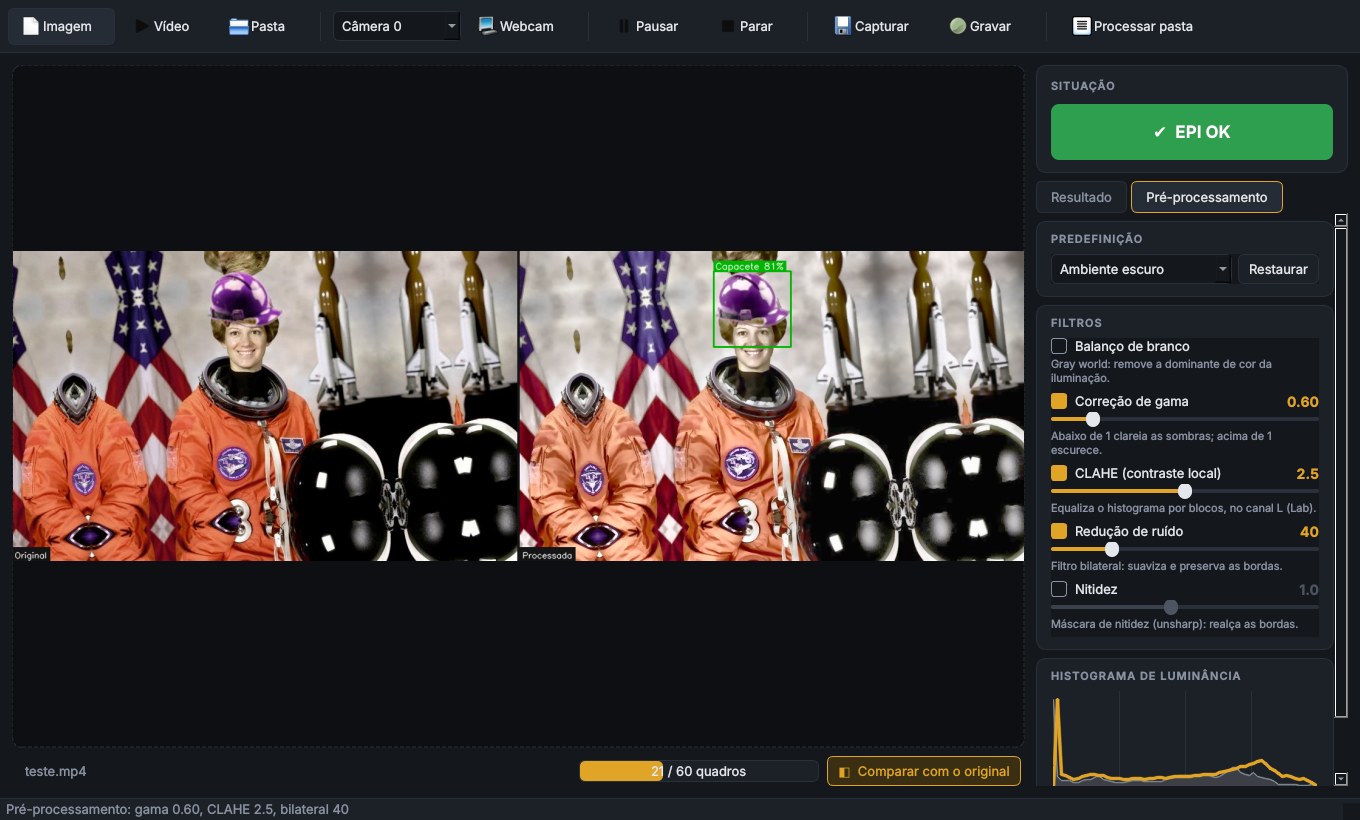 Imagem
Vídeo
Pasta
Câmera 0
Webcam
Pausar
Parar
Capturar
Gravar
Processar pasta
SITUAÇÃO
✔ EPI OK
Resultado
Pré-processamento
PREDEFINIÇÃO
Ambiente escuro
Restaurar
FILTROS
Balanço de branco
Gray world: remove a dominante de cor da
iluminação.
Correção de gama 0.60
Abaixo de 1 clareia as sombras; acima de 1
escurece.
CLAHE (contraste local) 2.5
Equaliza o histograma por blocos, no canal L (Lab).
Redução de ruído 40
Filtro bilateral: suaviza e preserva as bordas.
Nitidez 1.0
Máscara de nitidez (unsharp): realça as bordas.
HISTOGRAMA DE LUMINÂNCIA
Capacete 81%
Original
Processada
teste.mp4
21 / 60 quadros
Comparar com o original
Pré-processamento: gama 0.60, CLAHE 2.5, bilateral 40